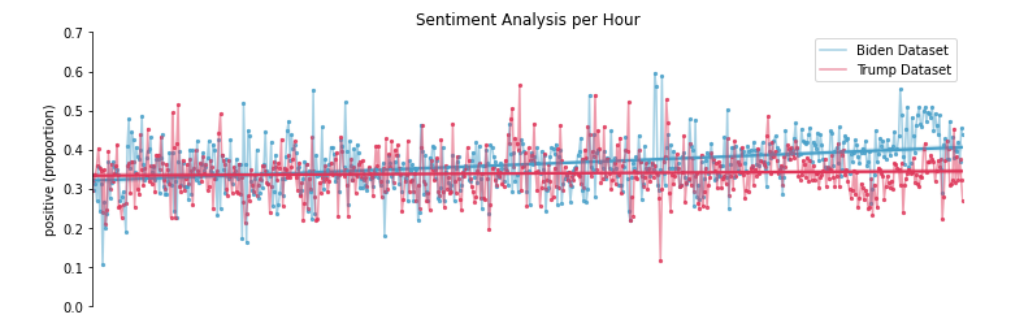 Sentiment Analysis per Hour
0.7
0.6
0.5
0.4
0.3
0.2
0.1
0.0
positive (proportion)
Biden Dataset
Trump Dataset